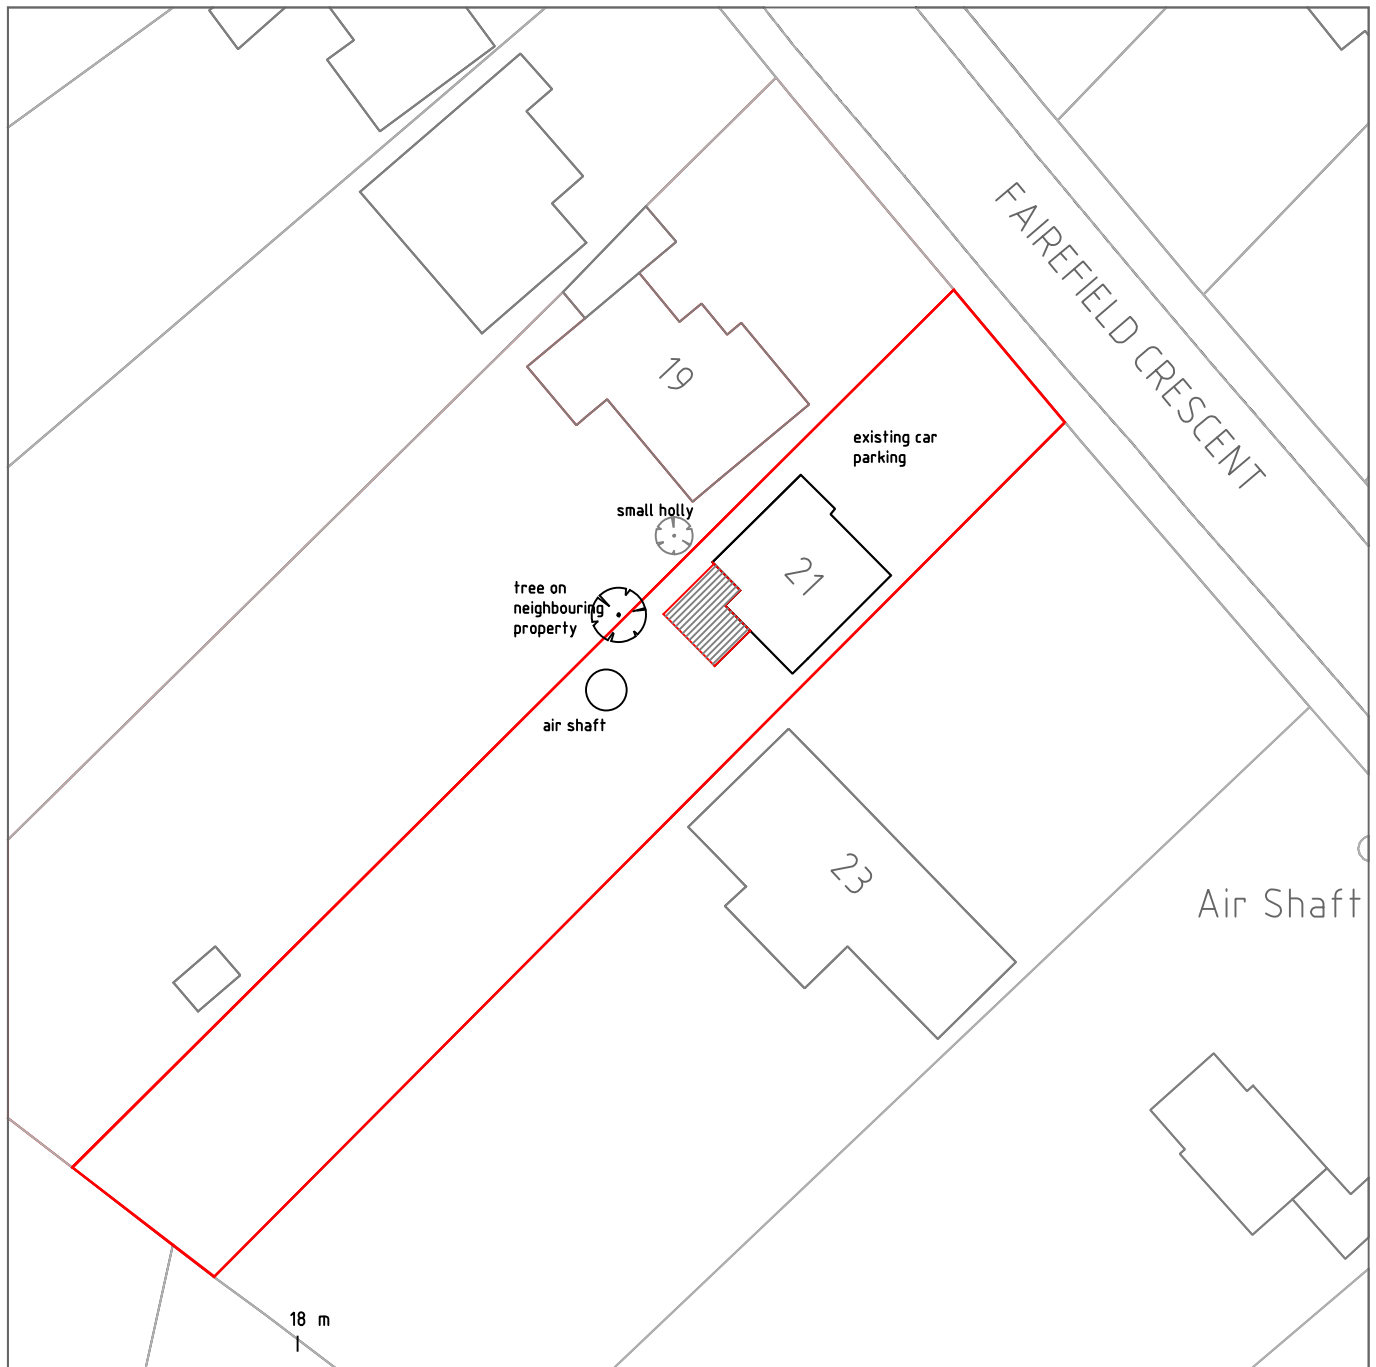 FAIREFIELD CRESCENT
19
existing car
parking
small holly
21
tree on
neighbouring
property
air shaft
23
Air Shaft
18 m